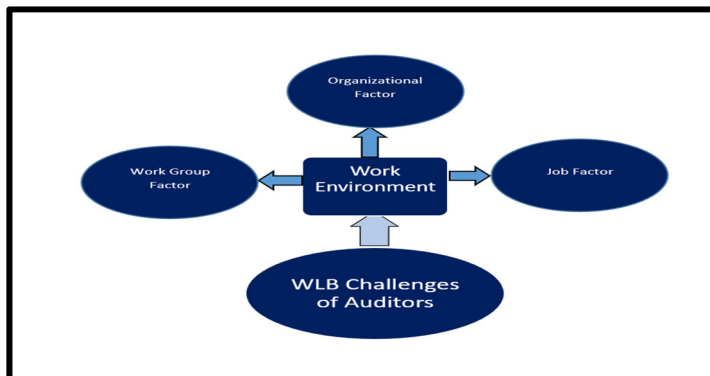 Organizational
Factor
Work Group
Factor
Work
Environment
Job Factor
WLB Challenges
of Auditors